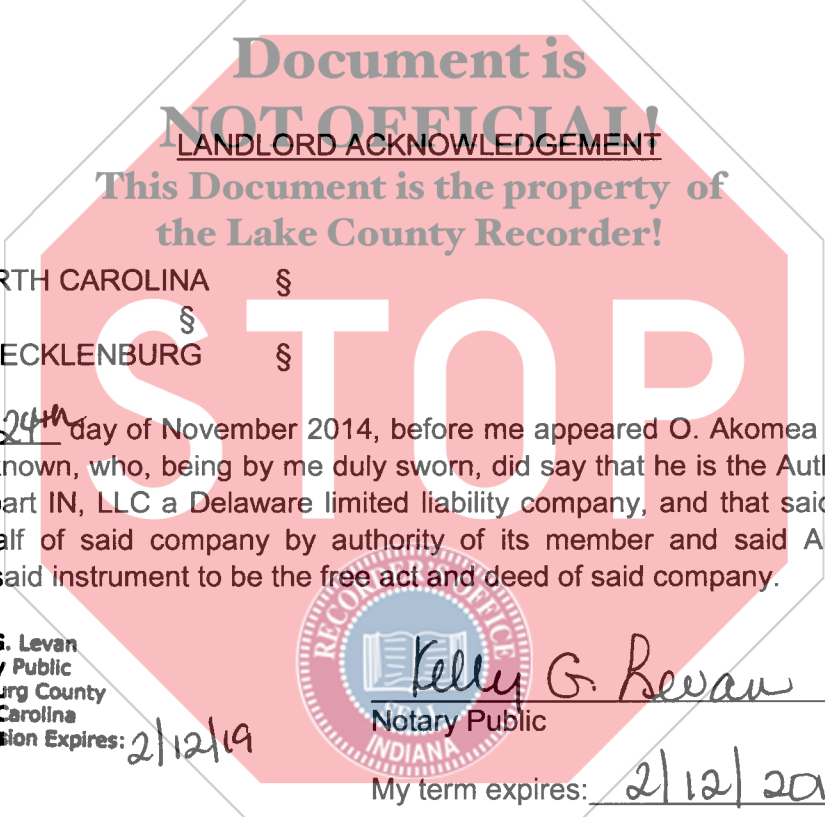 Document is
NOT OFFICIAL!
LANDLORD ACKNOWLEDGEMENT
This Document is the property of
the Lake County Recorder!
RTH CAROLINA §
§
ECKLENBURG §
STOP
24th day of November 2014, before me appeared O. Akomea
nown, who, being by me duly sworn, did say that he is the Auth
part IN, LLC a Delaware limited liability company, and that said
alf of said company by authority of its member and said A
said instrument to be the free act and deed of said company.
RECORDER'S OFFICE
SEAL
INDIANA
G. Levan
y Public
urg County
Carolina
sion Expires: 2/12/19
Kelly G. Levan
Notary Public
My term expires: 2/12/201